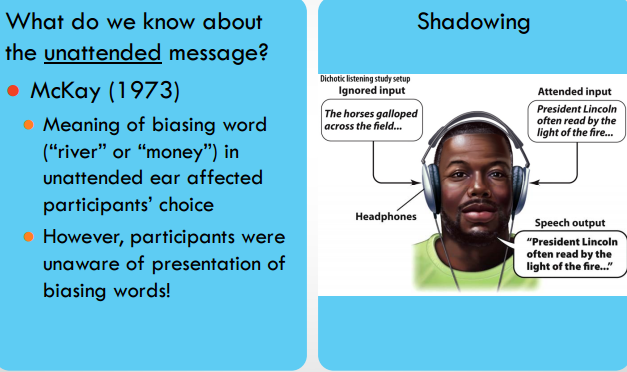 What do we know about
the unattended message?
McKay (1973)
Meaning of biasing word
(“river” or “money”) in
unattended ear affected
participants’ choice
However, participants were
unaware of presentation of
biasing words!
Shadowing
Dichotic listening study setup
Ignored input
The horses galloped
across the field...
Attended input
President Lincoln
often read by the
light of the fire...
Headphones
Speech output
“President Lincoln
often read by the
light of the fire...”